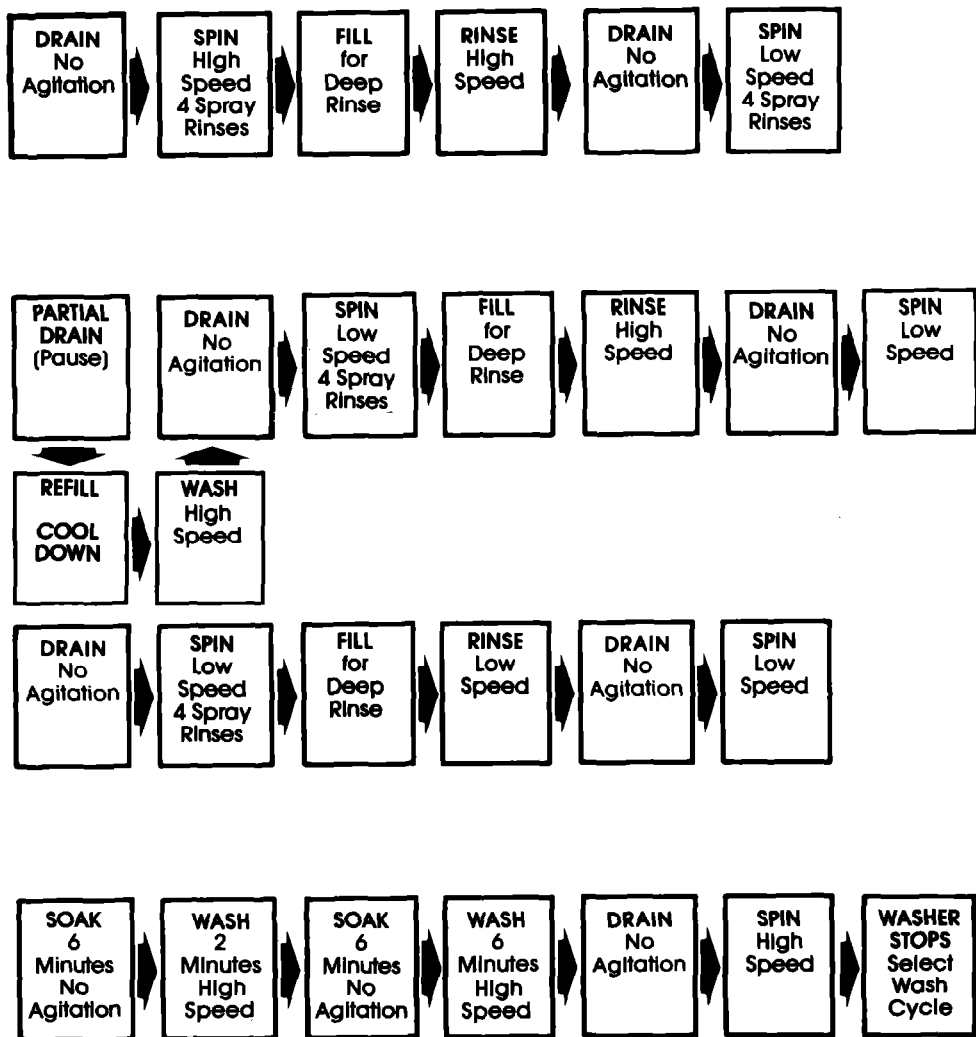 DRAIN
No
Agitation
SPIN
High
Speed
4 Spray
Rinses
FILL
for
Deep
Rinse
RINSE
High
Speed
DRAIN
No
Agitation
SPIN
Low
Speed
4 Spray
Rinses
PARTIAL
DRAIN
(Pause)
REFILL
COOL
DOWN
WASH
High
Speed
DRAIN
No
Agitation
SPIN
Low
Speed
4 Spray
Rinses
FILL
for
Deep
Rinse
RINSE
High
Speed
DRAIN
No
Agitation
SPIN
Low
Speed
DRAIN
No
Agitation
SPIN
Low
Speed
4 Spray
Rinses
FILL
for
Deep
Rinse
RINSE
Low
Speed
DRAIN
No
Agitation
SPIN
Low
Speed
SOAK
6
Minutes
No
Agitation
WASH
2
Minutes
High
Speed
SOAK
6
Minutes
No
Agitation
WASH
6
Minutes
High
Speed
DRAIN
No
Agitation
SPIN
High
Speed
WASHER
STOPS
Select
Wash
Cycle